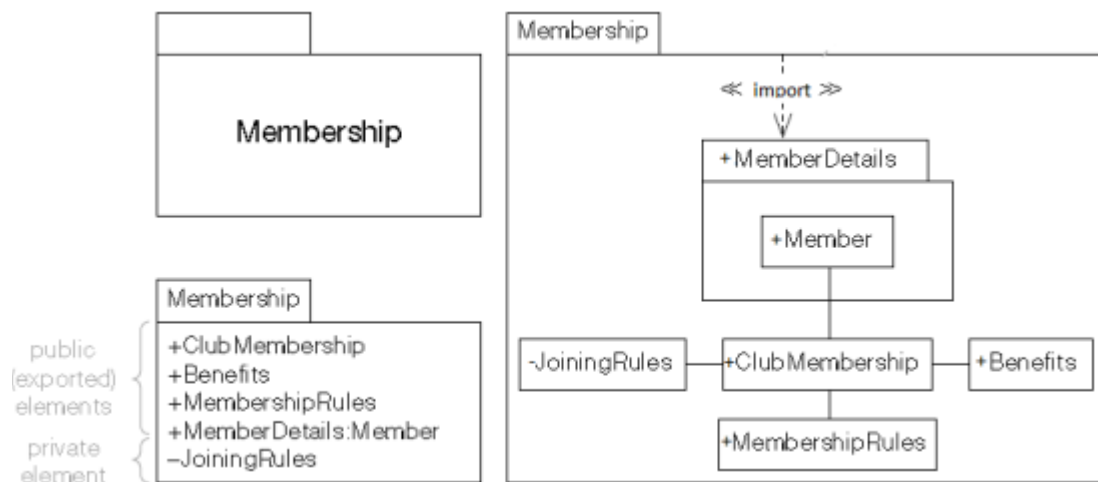 Membership
Membership
+ClubMembership
+Benefits
+MembershipRules
+MemberDetails:Member
–JoiningRules
public
(exported)
elements
private
element
Membership
≪ import ≫
+MemberDetails
+Member
-JoiningRules
+ClubMembership
+Benefits
+MembershipRules